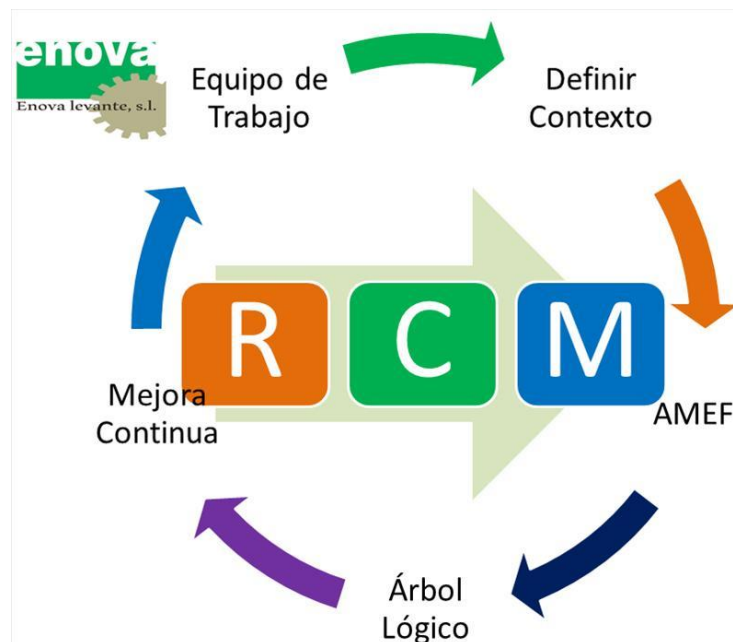 enova
Enova levante, s.l.
Equipo de
Trabajo
Definir
Contexto
R C M
Mejora
Continua
AMEF
Árbol
Lógico